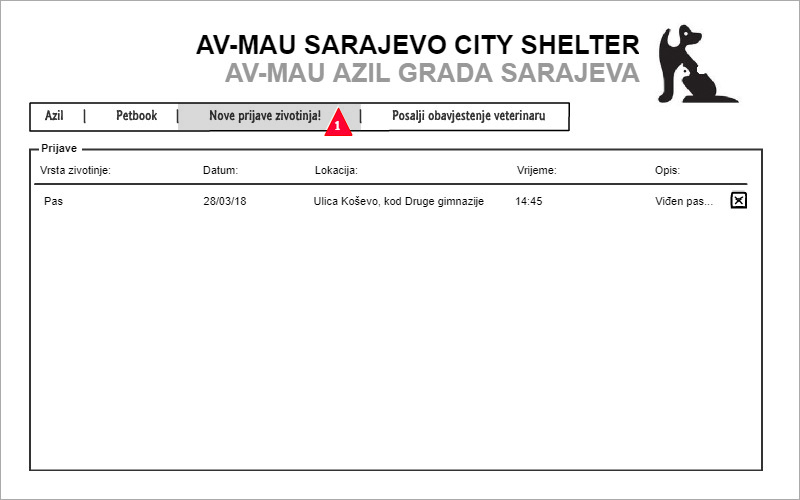 AV-MAU SARAJEVO CITY SHELTER
AV-MAU AZIL GRADA SARAJEVA
Azil | Petbook | Nove prijave zivotinja! 1 | Posalji obavjestenje veterinaru
Prijave
Vrsta zivotinje: Datum: Lokacija: Vrijeme: Opis:
Pas 28/03/18 Ulica Koševo, kod Druge gimnazije 14:45 Viđen pas...